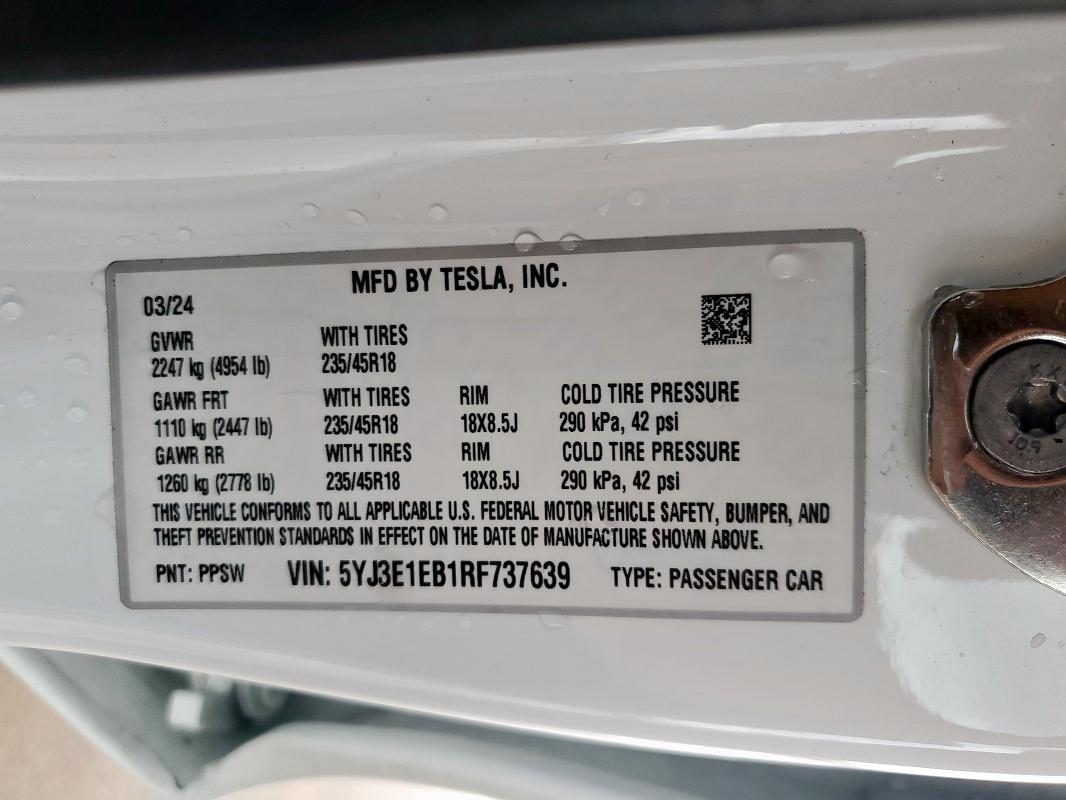 MFD BY TESLA, INC.
03/24
GVWR WITH TIRES
2247 kg (4954 lb) 235/45R18
GAWR FRT WITH TIRES RIM COLD TIRE PRESSURE
1110 kg (2447 lb) 235/45R18 18X8.5J 290 kPa, 42 psi
GAWR RR WITH TIRES RIM COLD TIRE PRESSURE
1260 kg (2778 lb) 235/45R18 18X8.5J 290 kPa, 42 psi
THIS VEHICLE CONFORMS TO ALL APPLICABLE U.S. FEDERAL MOTOR VEHICLE SAFETY, BUMPER, AND
THEFT PREVENTION STANDARDS IN EFFECT ON THE DATE OF MANUFACTURE SHOWN ABOVE.
PNT: PPSW VIN: 5YJ3E1EB1RF737639 TYPE: PASSENGER CAR